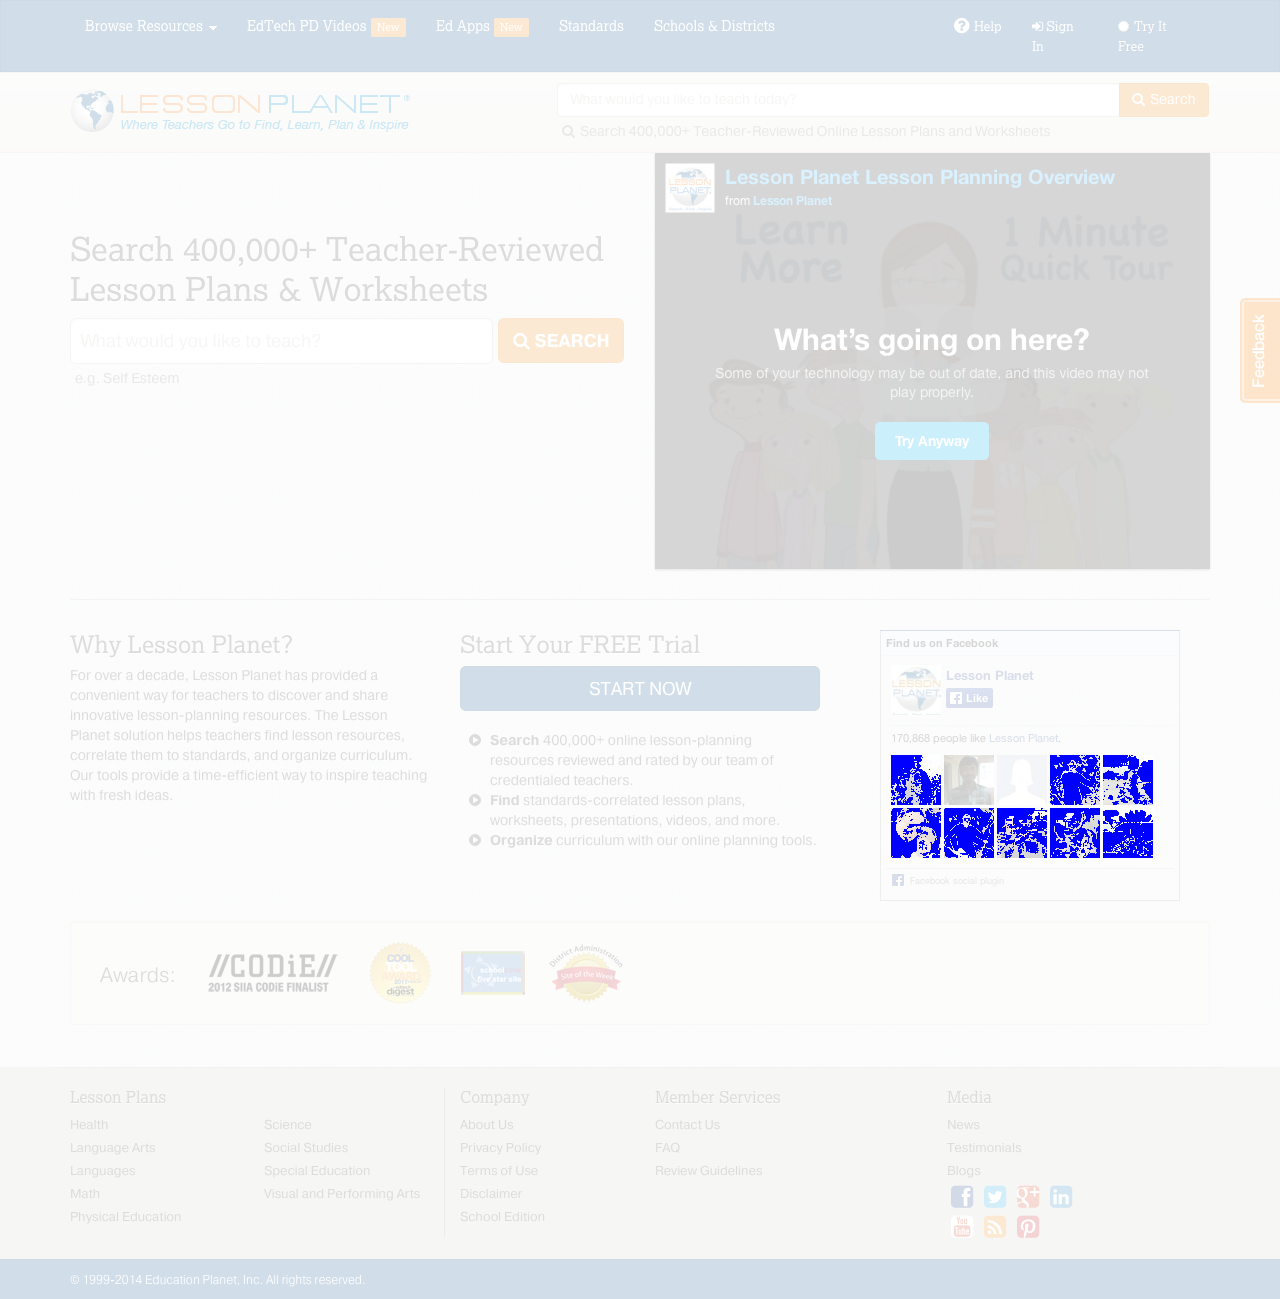 Browse Resources EdTech PD Videos New Ed Apps New Standards Schools & Districts Help Sign In Try It Free
LESSON PLANET®
Where Teachers Go to Find, Learn, Plan & Inspire
What would you like to teach today? Search
Search 400,000+ Teacher-Reviewed Online Lesson Plans and Worksheets
Search 400,000+ Teacher-Reviewed
Lesson Plans & Worksheets
What would you like to teach? SEARCH
e.g. Self Esteem
LESSON PLANET
Lesson Planet Lesson Planning Overview
from Lesson Planet
Learn More
1 Minute Quick Tour
What's going on here?
Some of your technology may be out of date, and this video may not
play properly.
Try Anyway
Feedback
Why Lesson Planet?
For over a decade, Lesson Planet has provided a
convenient way for teachers to discover and share
innovative lesson-planning resources. The Lesson
Planet solution helps teachers find lesson resources,
correlate them to standards, and organize curriculum.
Our tools provide a time-efficient way to inspire teaching
with fresh ideas.
Start Your FREE Trial
START NOW
Search 400,000+ online lesson-planning
resources reviewed and rated by our team of
credentialed teachers.
Find standards-correlated lesson plans,
worksheets, presentations, videos, and more.
Organize curriculum with our online planning tools.
Find us on Facebook
LESSON PLANET
Lesson Planet
Like
170,868 people like Lesson Planet.
Facebook social plugin
Awards:
//CODiE//
2012 SIIA CODiE FINALIST
COOL TOOL
digest
school
five star site
District Administration
Site of the Week
Lesson Plans
Health
Language Arts
Languages
Math
Physical Education
Science
Social Studies
Special Education
Visual and Performing Arts
Company
About Us
Privacy Policy
Terms of Use
Disclaimer
School Edition
Member Services
Contact Us
FAQ
Review Guidelines
Media
News
Testimonials
Blogs
You Tube
© 1999-2014 Education Planet, Inc. All rights reserved.